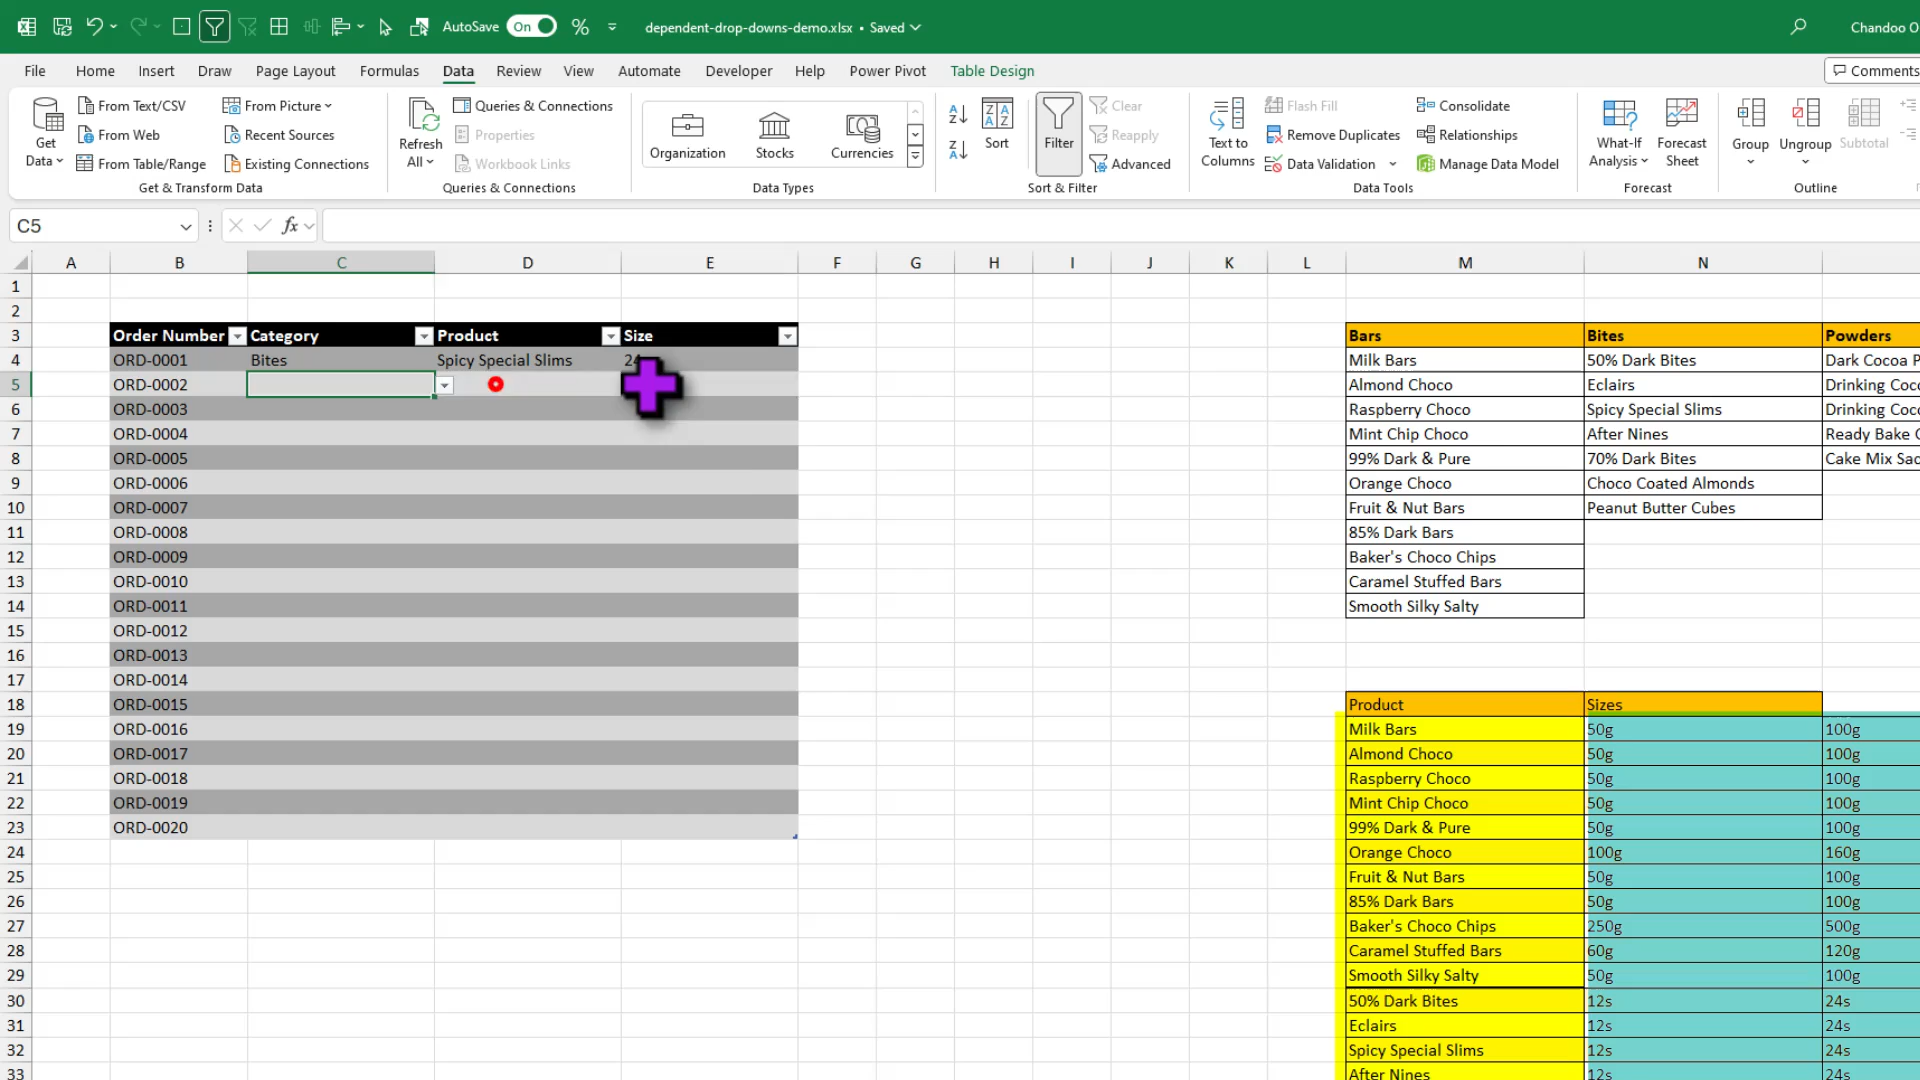 AutoSave On dependent-drop-downs-demo.xlsx • Saved Chandoo O
File Home Insert Draw Page Layout Formulas Data Review View Automate Developer Help Power Pivot Table Design Comments
Get Data From Text/CSV From Web From Table/Range From Picture Recent Sources Existing Connections
Get & Transform Data
Refresh All Queries & Connections Properties Workbook Links
Queries & Connections
Organization Stocks Currencies
Data Types
Sort Filter Clear Reapply Advanced
Sort & Filter
Text to Columns Flash Fill Remove Duplicates Data Validation Consolidate Relationships Manage Data Model
Data Tools
What-If Analysis Forecast Sheet
Forecast
Group Ungroup Subtotal
Outline
C5 fx
A B C D E F G H I J K L M N
1
2
3 Order Number Category Product Size Bars Bites Powders
4 ORD-0001 Bites Spicy Special Slims Milk Bars 50% Dark Bites Dark Cocoa P
5 ORD-0002 Almond Choco Eclairs Drinking Coco
6 ORD-0003 Raspberry Choco Spicy Special Slims Drinking Coco
7 ORD-0004 Mint Chip Choco After Nines Ready Bake C
8 ORD-0005 99% Dark & Pure 70% Dark Bites Cake Mix Sac
9 ORD-0006 Orange Choco Choco Coated Almonds
10 ORD-0007 Fruit & Nut Bars Peanut Butter Cubes
11 ORD-0008 85% Dark Bars
12 ORD-0009 Baker's Choco Chips
13 ORD-0010 Caramel Stuffed Bars
14 ORD-0011 Smooth Silky Salty
15 ORD-0012
16 ORD-0013
17 ORD-0014
18 ORD-0015 Product Sizes
19 ORD-0016 Milk Bars 50g 100g
20 ORD-0017 Almond Choco 50g 100g
21 ORD-0018 Raspberry Choco 50g 100g
22 ORD-0019 Mint Chip Choco 50g 100g
23 ORD-0020 99% Dark & Pure 50g 100g
24 Orange Choco 100g 160g
25 Fruit & Nut Bars 50g 100g
26 85% Dark Bars 50g 100g
27 Baker's Choco Chips 250g 500g
28 Caramel Stuffed Bars 60g 120g
29 Smooth Silky Salty 50g 100g
30 50% Dark Bites 12s 24s
31 Eclairs 12s 24s
32 Spicy Special Slims 12s 24s
33 After Nines 12s 24s